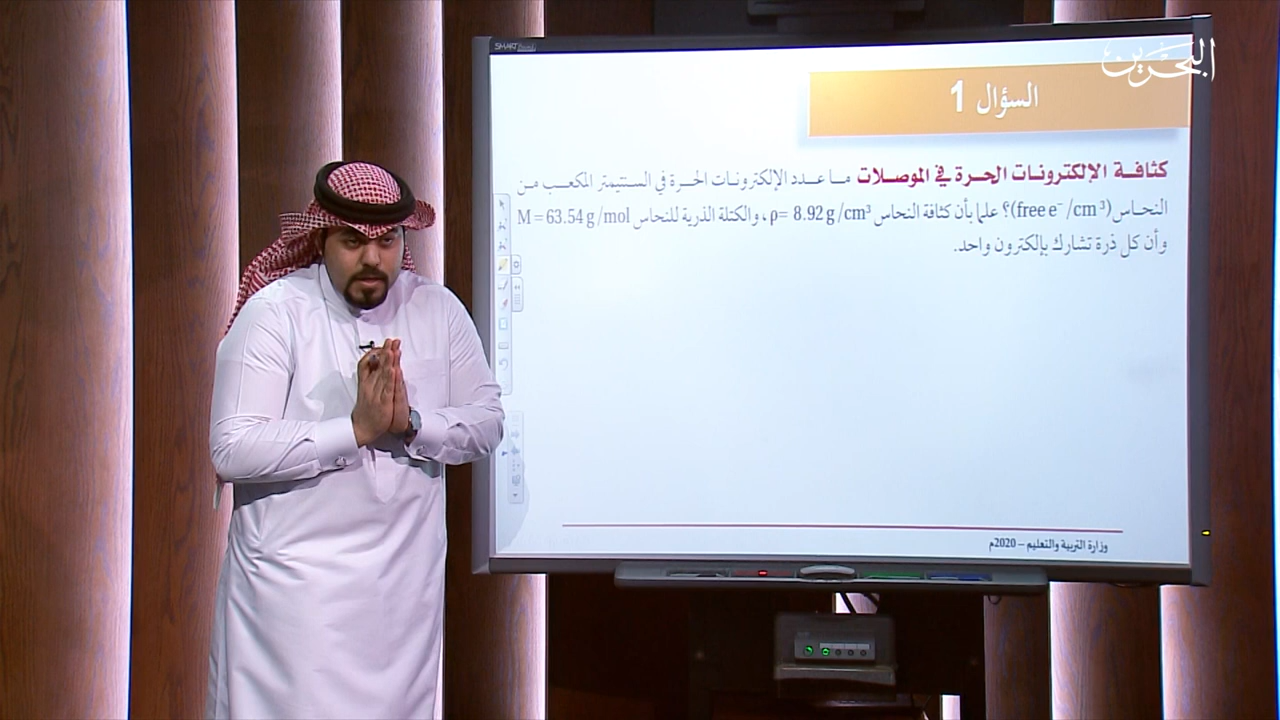 SMART
البحرين
السؤال 1
كثافة الإلكترونات الحرة في الموصلات ما عدد الإلكترونات الحرة في السنتيمتر المكعب من
النحاس (free e⁻/cm³)؟ علما بأن كثافة النحاس ρ= 8.92 g/cm³، والكتلة الذرية للنحاس M = 63.54 g/mol
وأن كل ذرة تشارك بإلكترون واحد.
وزارة التربية والتعليم – 2020م